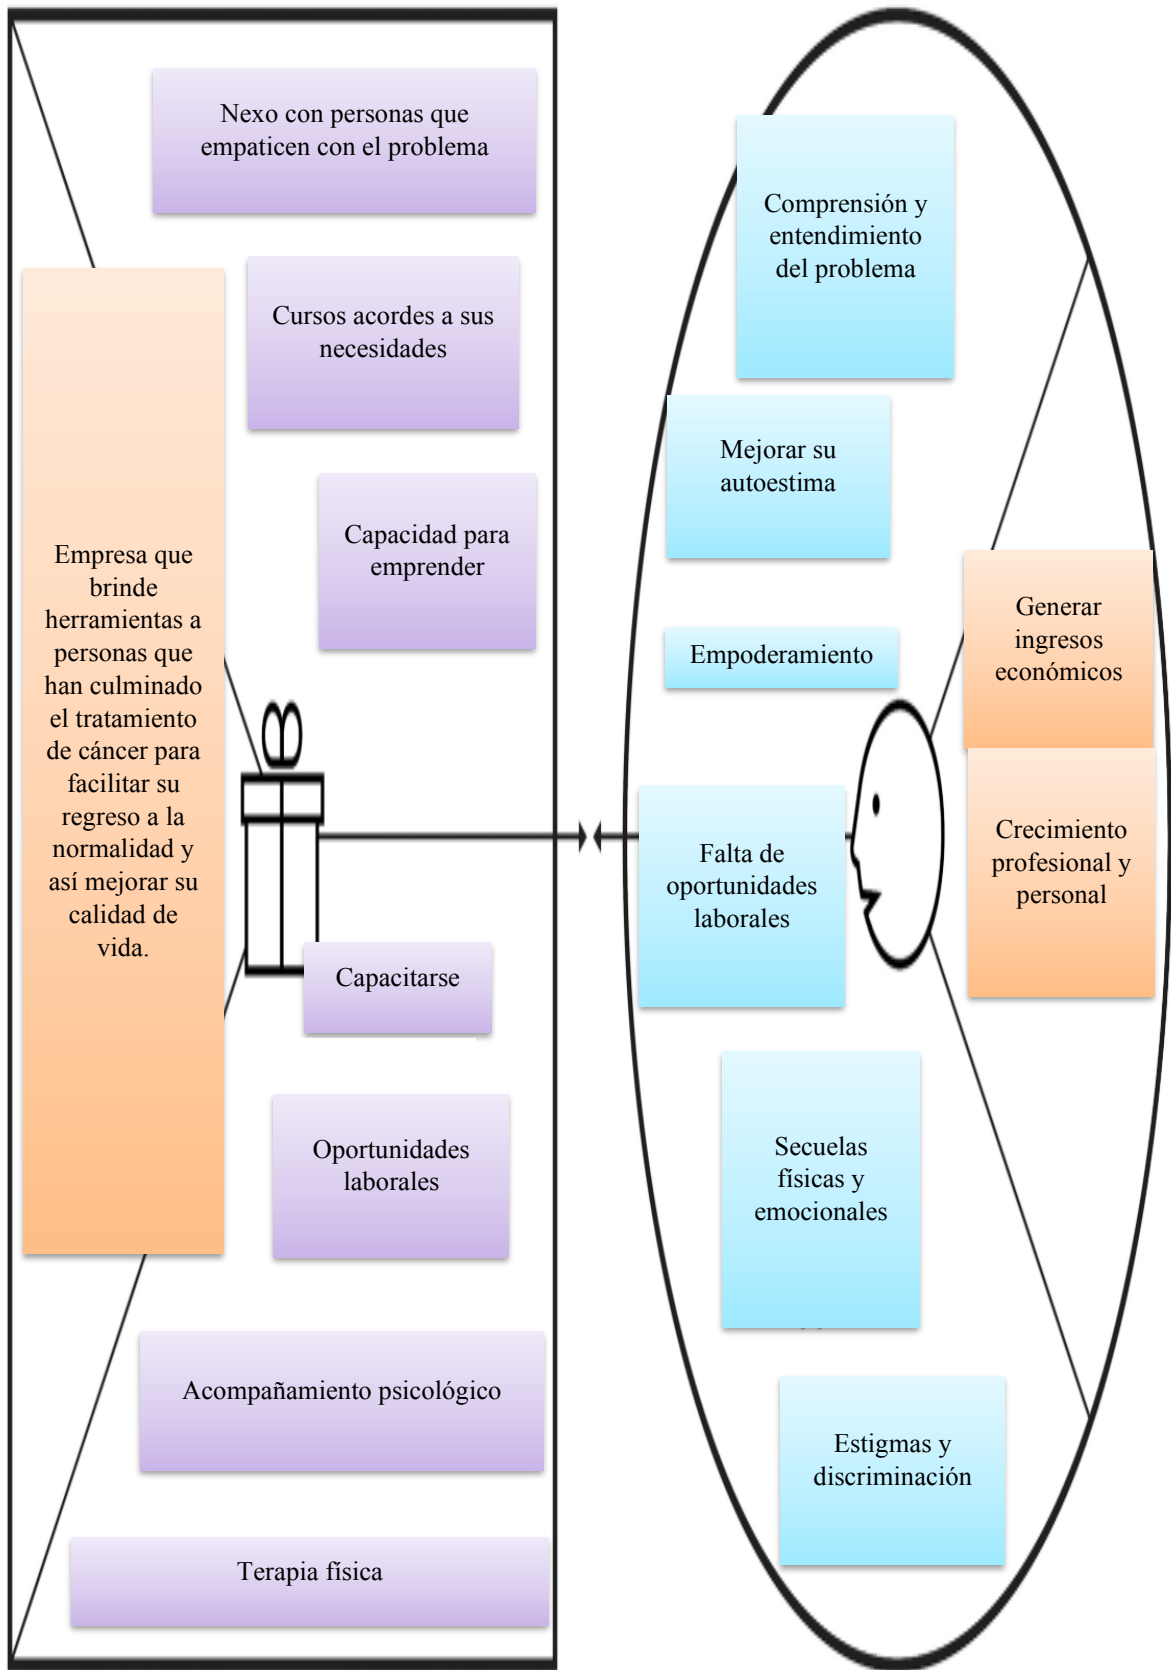 Nexo con personas que
empaticen con el problema
Cursos acordes a sus
necesidades
Capacidad para
emprender
Empresa que
brinde
herramientas a
personas que
han culminado
el tratamiento
de cáncer para
facilitar su
regreso a la
normalidad y
así mejorar su
calidad de
vida.
Capacitarse
Oportunidades
laborales
Acompañamiento psicológico
Terapia física
Comprensión y
entendimiento
del problema
Mejorar su
autoestima
Empoderamiento
Generar
ingresos
económicos
Falta de
oportunidades
laborales
Crecimiento
profesional y
personal
Secuelas
físicas y
emocionales
Estigmas y
discriminación